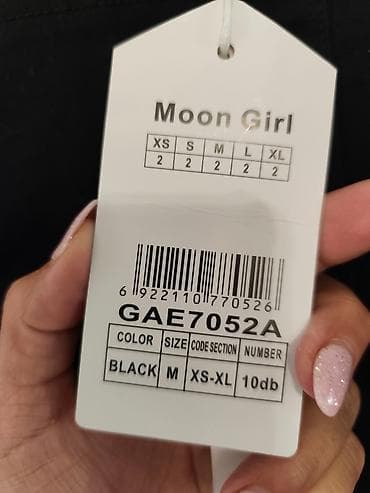 Moon Girl
XS S M L XL
2 2 2 2 2
6 922110 770526
GAE7052A
COLOR SIZE CODE SECTION NUMBER
BLACK M XS-XL 10db